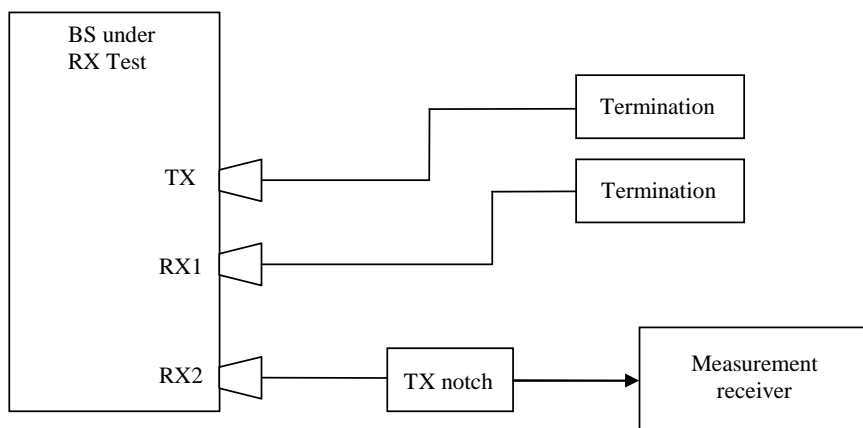 BS under
RX Test
Termination
TX
Termination
RX1
RX2
TX notch
Measurement
receiver